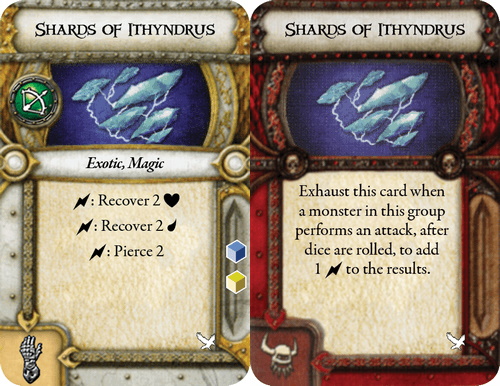 Shards of Ithyndrus
Exotic, Magic
: Recover 2
: Recover 2
: Pierce 2
Shards of Ithyndrus
Exhaust this card when
a monster in this group
performs an attack, after
dice are rolled, to add
1 to the results.